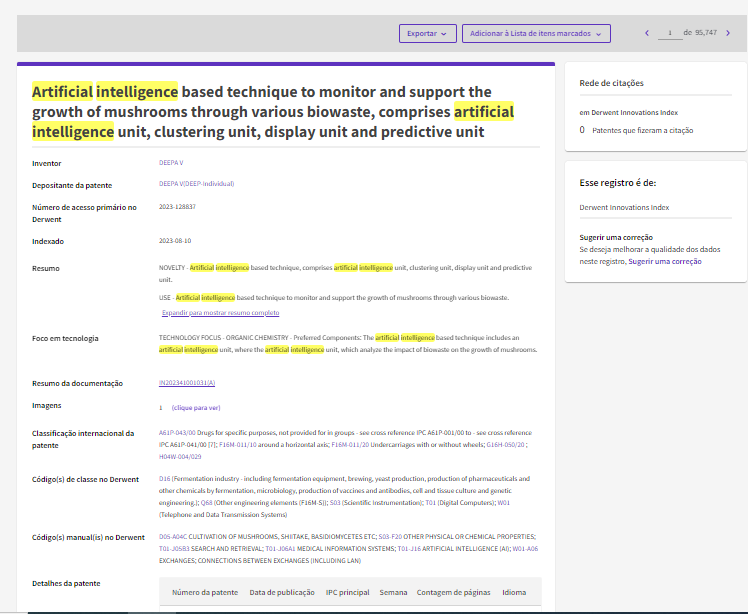 Exportar
Adicionar à Lista de itens marcados
1 de 95,747
Artificial intelligence based technique to monitor and support the
growth of mushrooms through various biowaste, comprises artificial
intelligence unit, clustering unit, display unit and predictive unit
Inventor
DEEPA V
Depositante da patente
DEEPA V(DEEP-Individual)
Número de acesso primário no
Derwent
2023-128837
Indexado
2023-08-10
Resumo
NOVELTY - Artificial intelligence based technique, comprises artificial intelligence unit, clustering unit, display unit and predictive
unit.
USE - Artificial intelligence based technique to monitor and support the growth of mushrooms through various biowaste.
Expandir para mostrar resumo completo
Foco em tecnologia
TECHNOLOGY FOCUS - ORGANIC CHEMISTRY - Preferred Components: The artificial intelligence based technique includes an
artificial intelligence unit, where the artificial intelligence unit, which analyze the impact of biowaste on the growth of mushrooms.
Resumo da documentação
IN202341001031(A)
Imagens
1 (clique para ver)
Classificação internacional da
patente
A61P-043/00 Drugs for specific purposes, not provided for in groups - see cross reference IPC A61P-001/00 to - see cross reference
IPC A61P-041/00 [7]; F16M-011/10 around a horizontal axis; F16M-011/20 Undercarriages with or without wheels; G16H-050/20 ;
H04W-004/029
Código(s) de classe no Derwent
D16 (Fermentation industry - including fermentation equipment, brewing, yeast production, production of pharmaceuticals and
other chemicals by fermentation, microbiology, production of vaccines and antibodies, cell and tissue culture and genetic
engineering.); Q68 (Other engineering elements (F16M-S)); S03 (Scientific Instrumentation); T01 (Digital Computers); W01
(Telephone and Data Transmission Systems)
Código(s) manual(is) no Derwent
D05-A04C CULTIVATION OF MUSHROOMS, SHIITAKE, BASIDIOMYCETES ETC; S03-F20 OTHER PHYSICAL OR CHEMICAL PROPERTIES;
T01-J05B3 SEARCH AND RETRIEVAL; T01-J06A1 MEDICAL INFORMATION SYSTEMS; T01-J16 ARTIFICIAL INTELLIGENCE (AI); W01-A06
EXCHANGES; CONNECTIONS BETWEEN EXCHANGES (INCLUDING LAN)
Detalhes da patente
Número da patente Data de publicação IPC principal Semana Contagem de páginas Idioma
Rede de citações
em Derwent Innovations Index
0 Patentes que fizeram a citação
Esse registro é de:
Derwent Innovations Index
Sugerir uma correção
Se deseja melhorar a qualidade dos dados
neste registro, Sugerir uma correção